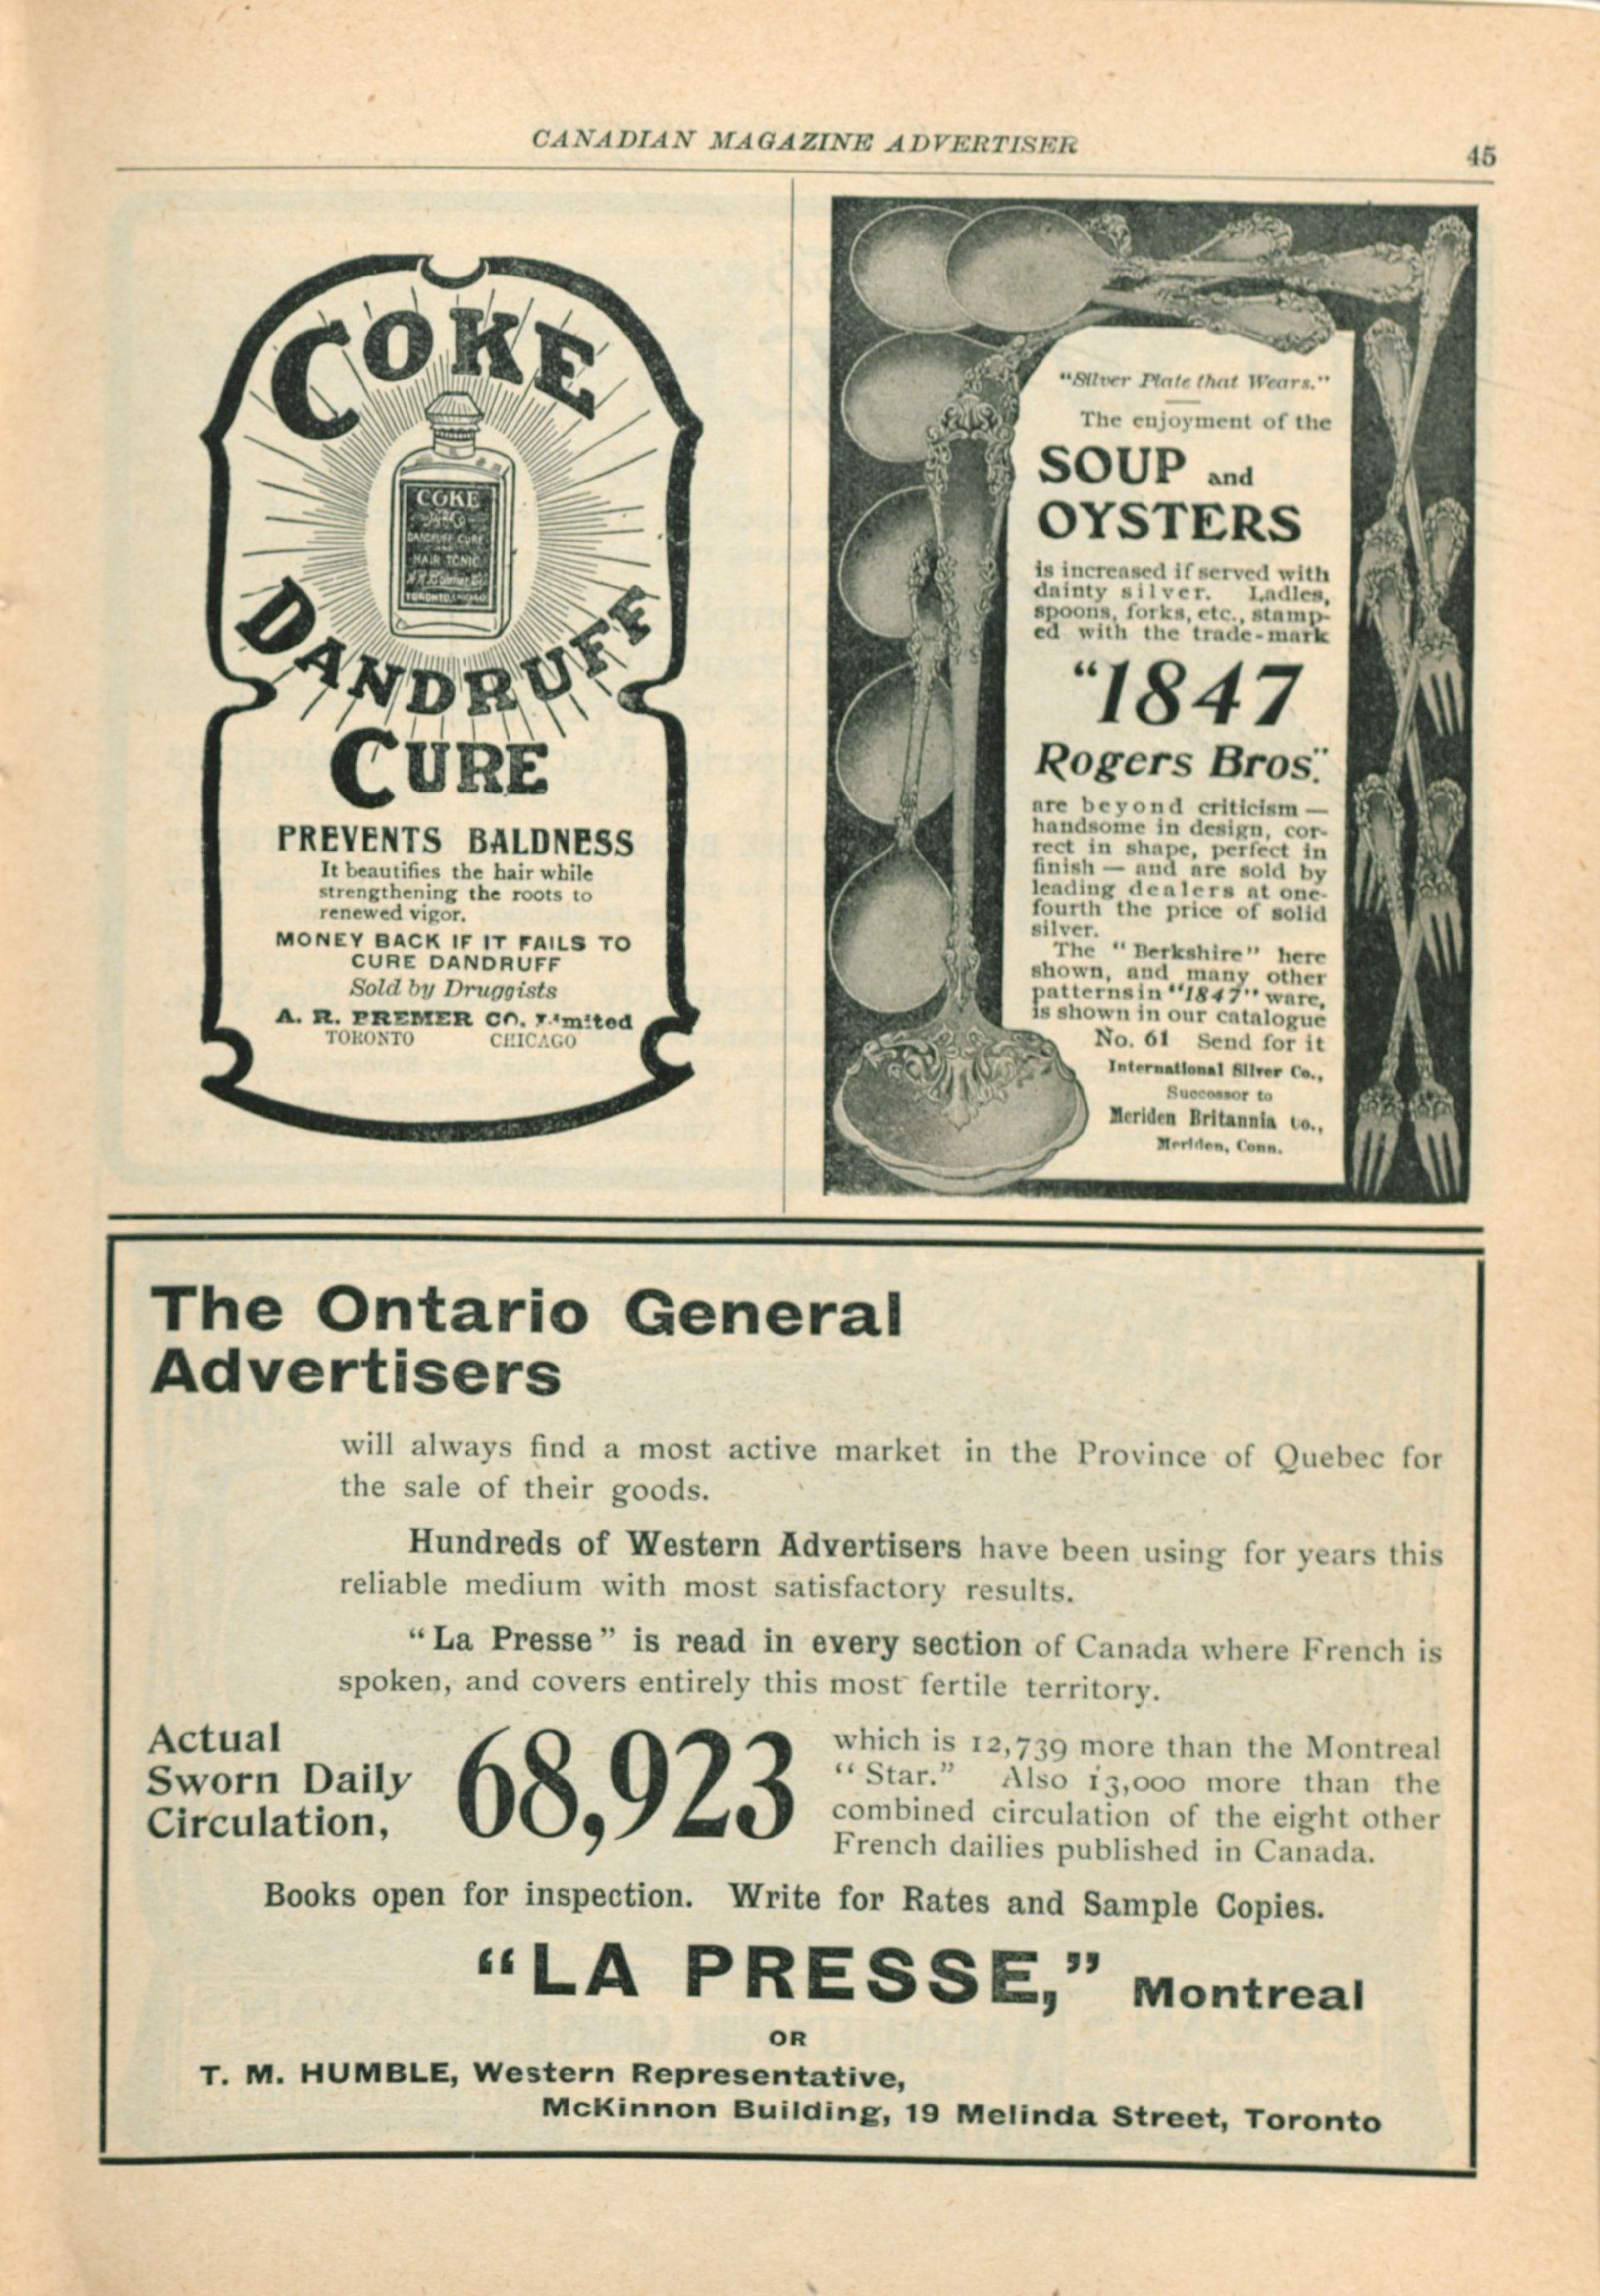 CANADIAN MAGAZINE ADVERTISER
45
COKE
DANDRUFF
CURE
COKE
DANDRUFF CURE
HAIR TONIC
TORONTO, CHICAGO
PREVENTS BALDNESS
It beautifies the hair while
strengthening the roots to
renewed vigor.
MONEY BACK IF IT FAILS TO
CURE DANDRUFF
Sold by Druggists
A. R. BREMER CO. Limited
TORONTO CHICAGO
"Silver Plate that Wears."
The enjoyment of the
SOUP and
OYSTERS
is increased if served with
dainty silver. Ladles,
spoons, forks, etc., stamp-
ed with the trade-mark
"1847
Rogers Bros."
are beyond criticism —
handsome in design, cor-
rect in shape, perfect in
finish — and are sold by
leading dealers at one-
fourth the price of solid
silver.
The "Berkshire" here
shown, and many other
patterns in "1847" ware,
is shown in our catalogue
No. 61 Send for it
International Silver Co.,
Successor to
Meriden Britannia Co.,
Meriden, Conn.
The Ontario General
Advertisers
will always find a most active market in the Province of Quebec for
the sale of their goods.
Hundreds of Western Advertisers have been using for years this
reliable medium with most satisfactory results.
"La Presse" is read in every section of Canada where French is
spoken, and covers entirely this most fertile territory.
Actual
Sworn Daily
Circulation,
68,923
which is 12,739 more than the Montreal
"Star." Also 13,000 more than the
combined circulation of the eight other
French dailies published in Canada.
Books open for inspection. Write for Rates and Sample Copies.
"LA PRESSE," Montreal
OR
T. M. HUMBLE, Western Representative,
McKinnon Building, 19 Melinda Street, Toronto